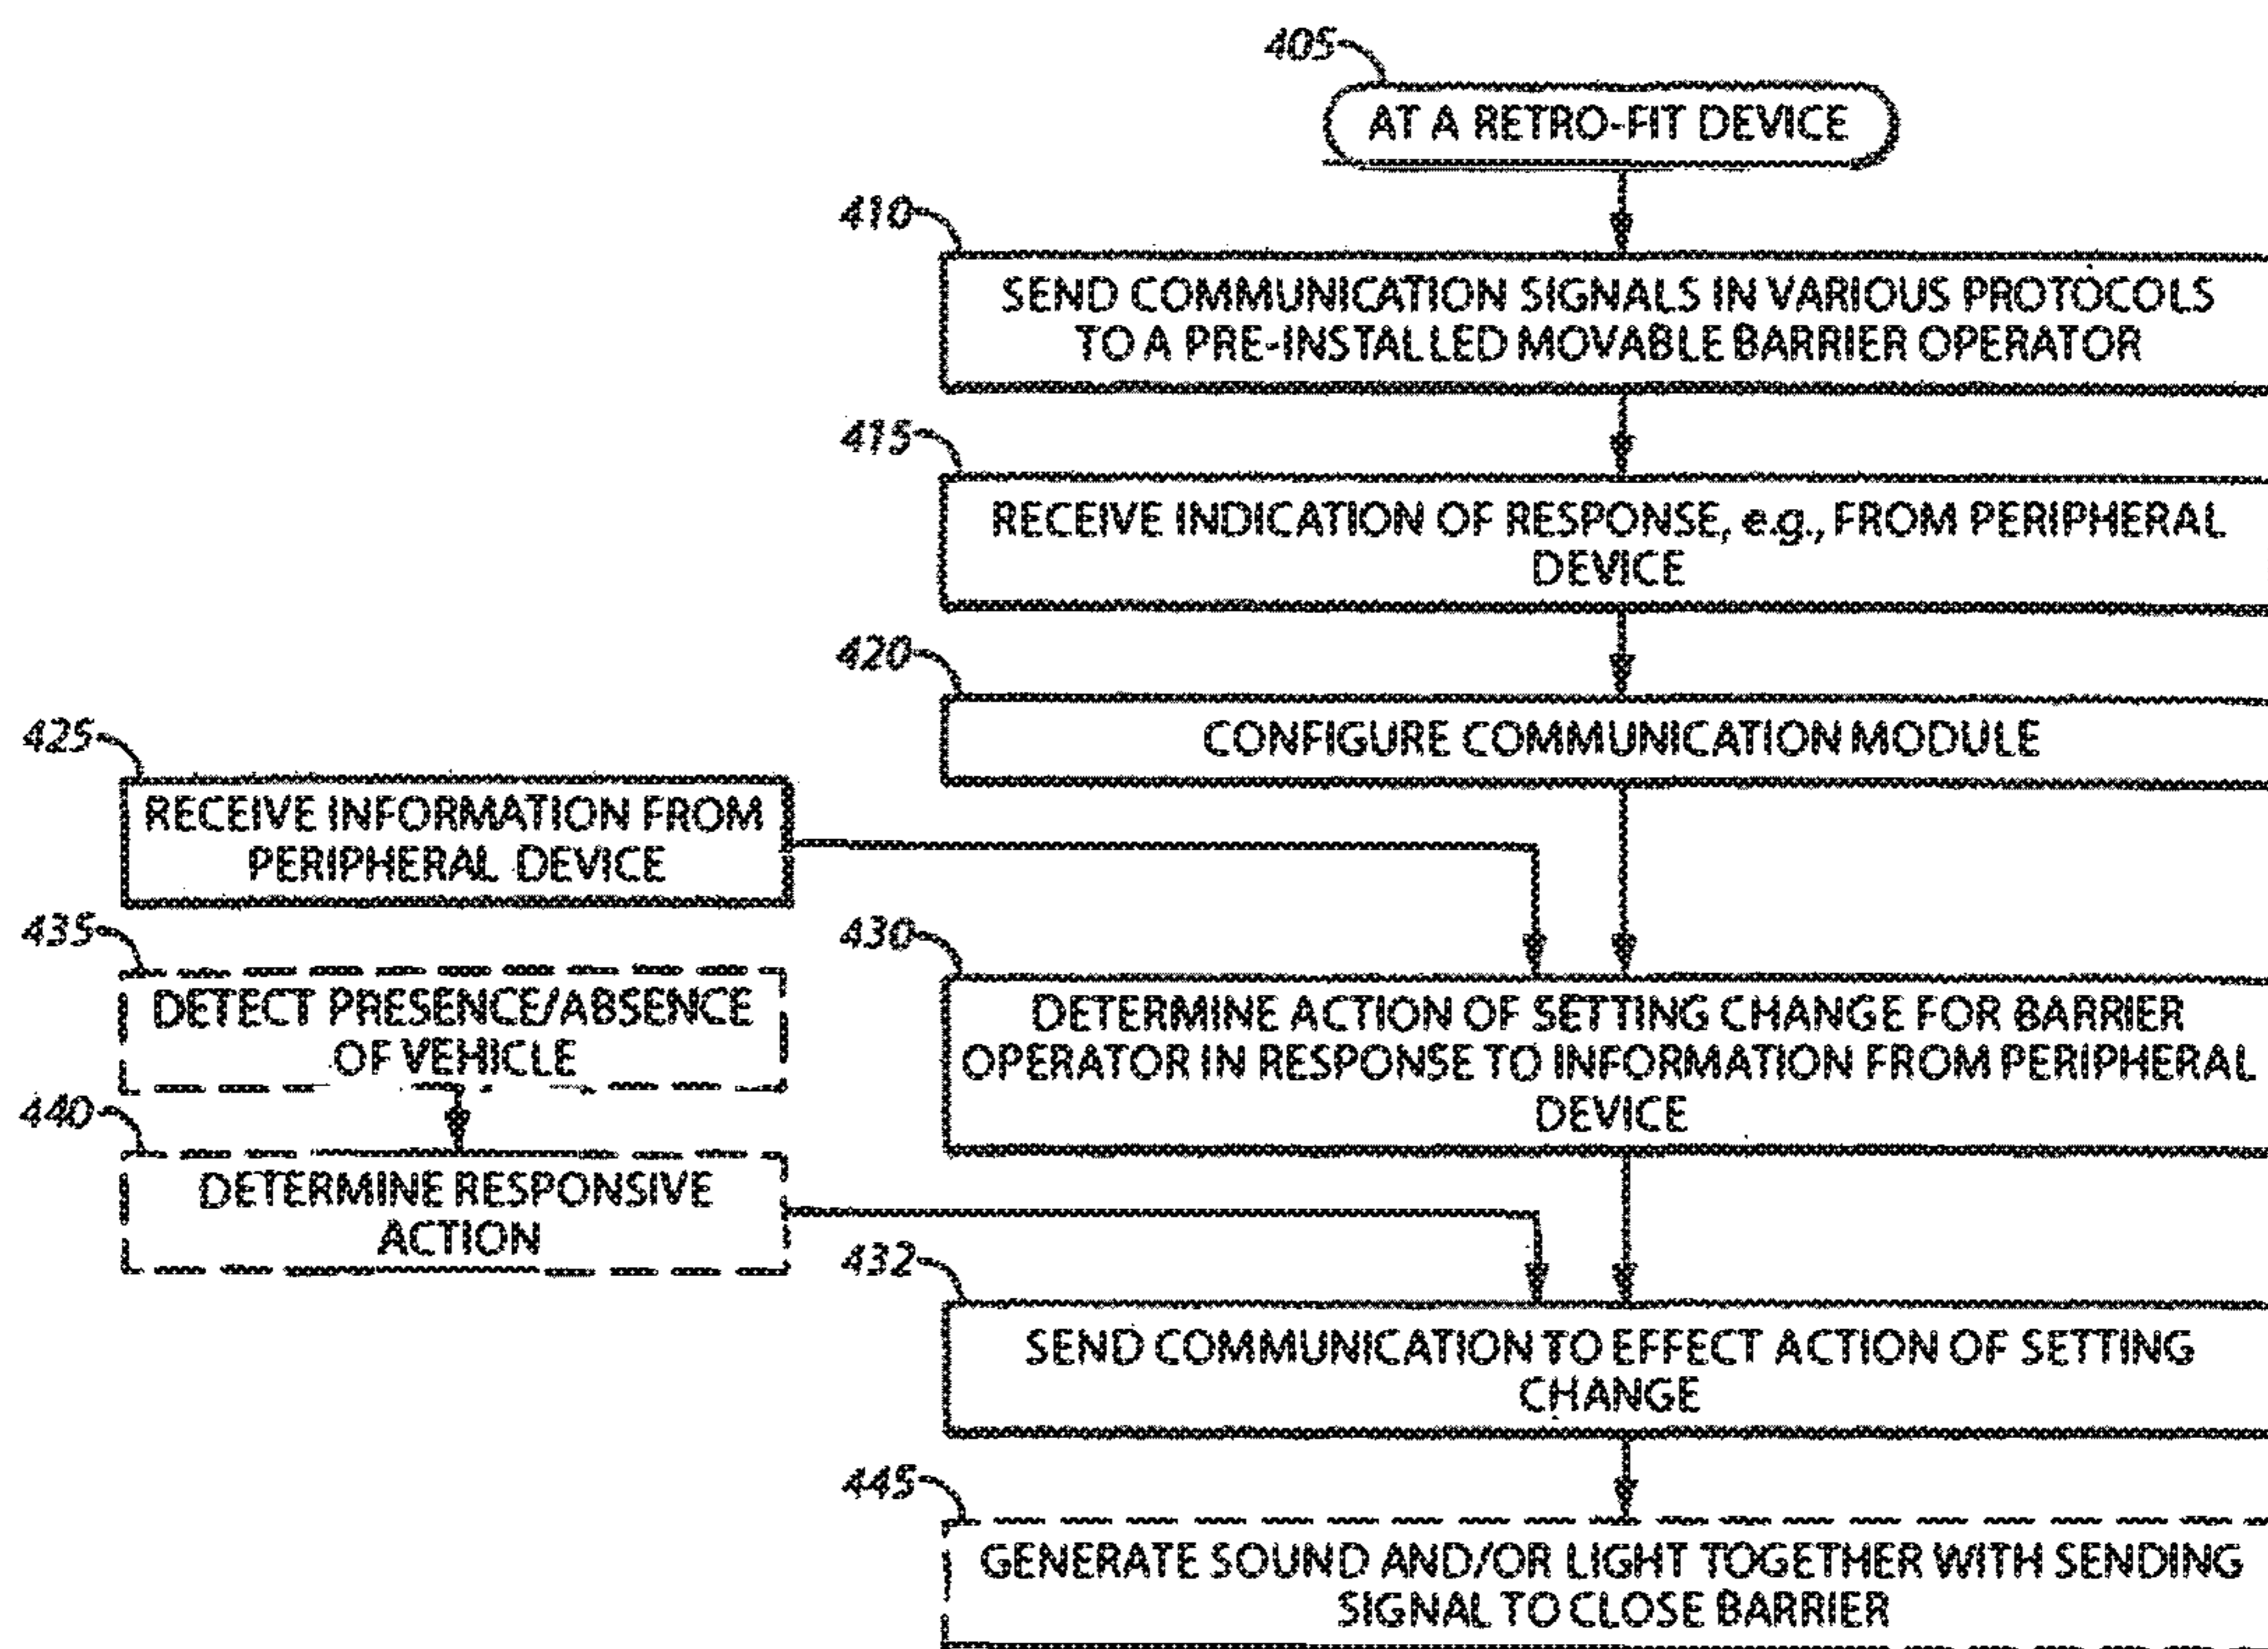 405
AT A RETRO-FIT DEVICE
410
SEND COMMUNICATION SIGNALS IN VARIOUS PROTOCOLS
TO A PRE-INSTALLED MOVABLE BARRIER OPERATOR
415
RECEIVE INDICATION OF RESPONSE, e.g., FROM PERIPHERAL
DEVICE
420
CONFIGURE COMMUNICATION MODULE
425
RECEIVE INFORMATION FROM
PERIPHERAL DEVICE
430
DETERMINE ACTION OF SETTING CHANGE FOR BARRIER
OPERATOR IN RESPONSE TO INFORMATION FROM PERIPHERAL
DEVICE
435
DETECT PRESENCE/ABSENCE
OF VEHICLE
440
DETERMINE RESPONSIVE
ACTION
432
SEND COMMUNICATION TO EFFECT ACTION OF SETTING
CHANGE
445
GENERATE SOUND AND/OR LIGHT TOGETHER WITH SENDING
SIGNAL TO CLOSE BARRIER